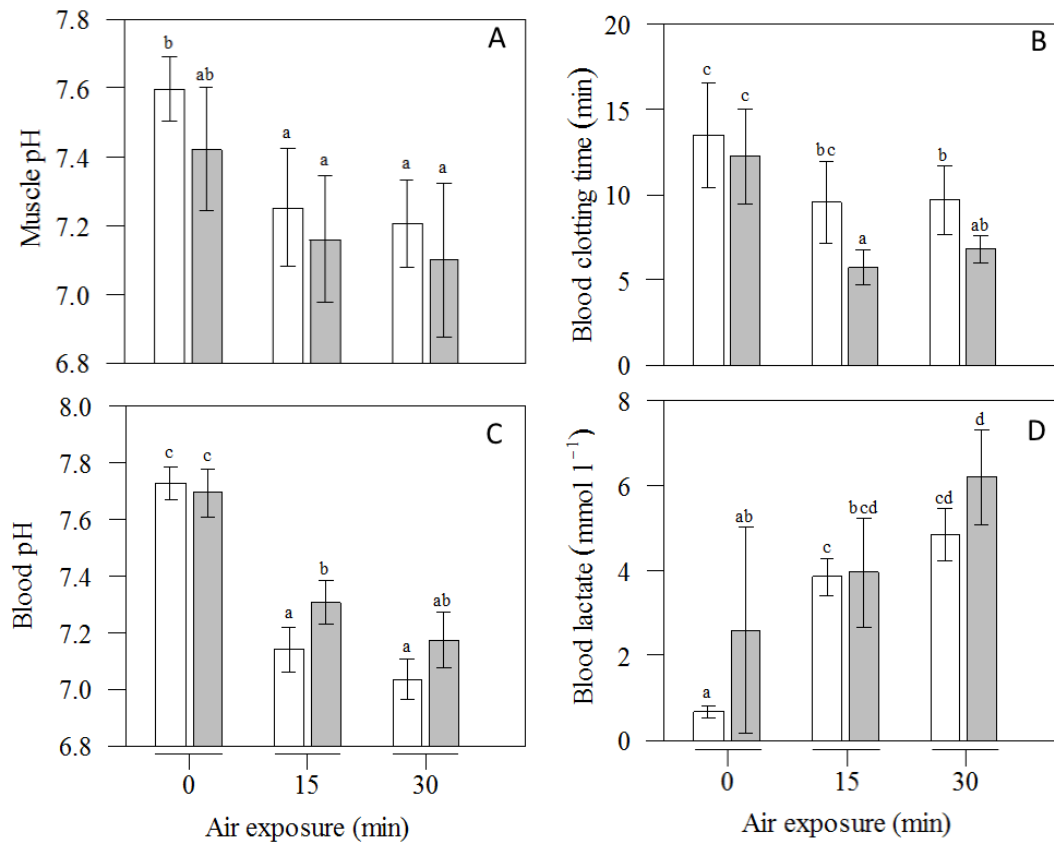 A
Muscle pH
7.8
7.6
7.4
7.2
7.0
6.8
b
ab
a
a
a
a
B
Blood clotting time (min)
20
15
10
5
0
c
c
bc
a
b
ab
C
Blood pH
8.0
7.8
7.6
7.4
7.2
7.0
6.8
c
c
a
b
a
ab
0
15
30
Air exposure (min)
D
Blood lactate (mmol l⁻¹)
8
6
4
2
0
a
ab
c
bcd
cd
d
0
15
30
Air exposure (min)